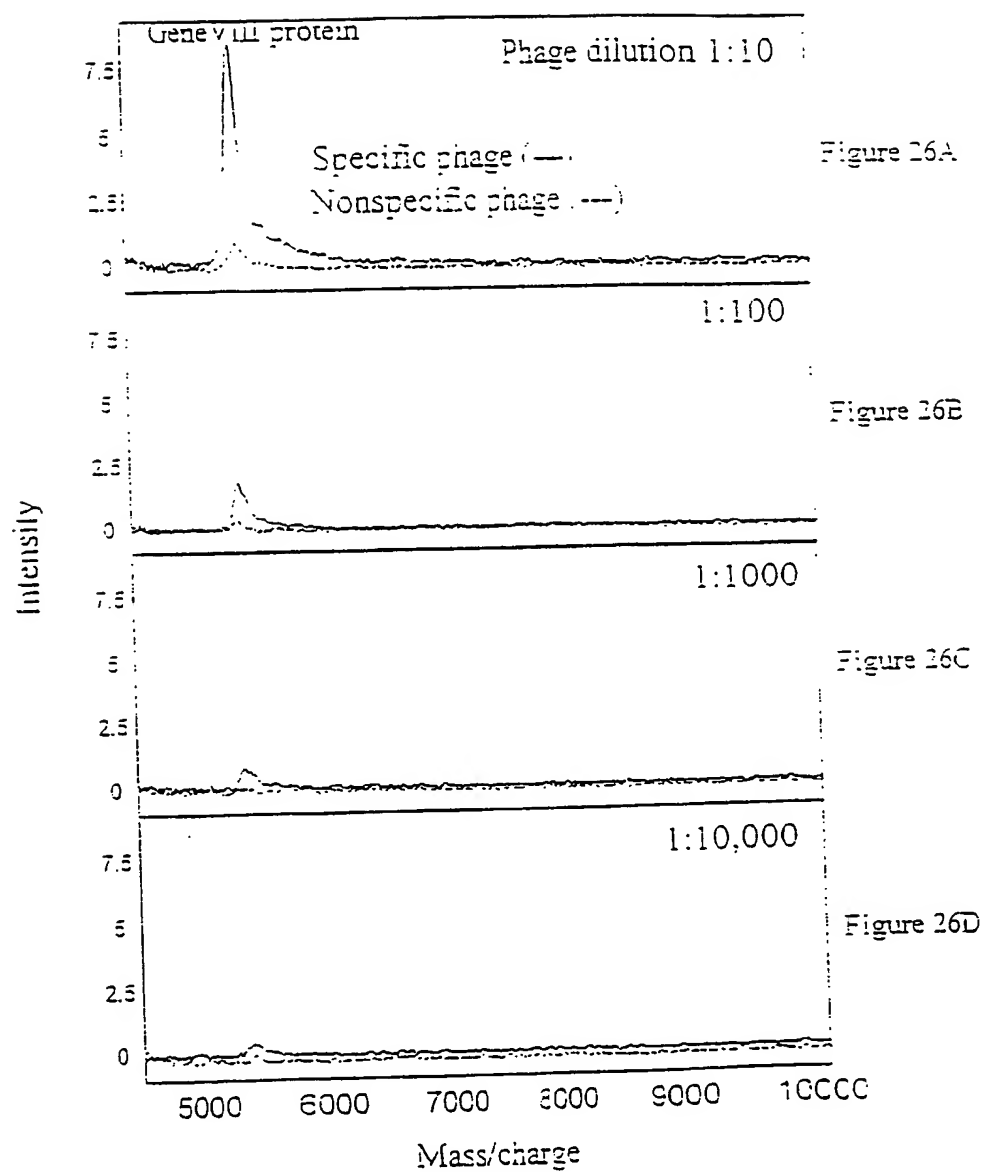 Gene VIII protein
Phage dilution 1:10
7.5
5
2.5
0
Specific phage (—)
Nonspecific phage (---)
Figure 26A
1:100
7.5
5
2.5
0
Figure 26B
Intensity
1:1000
7.5
5
2.5
0
Figure 26C
1:10,000
7.5
5
2.5
0
Figure 26D
5000 6000 7000 8000 9000 10000
Mass/charge